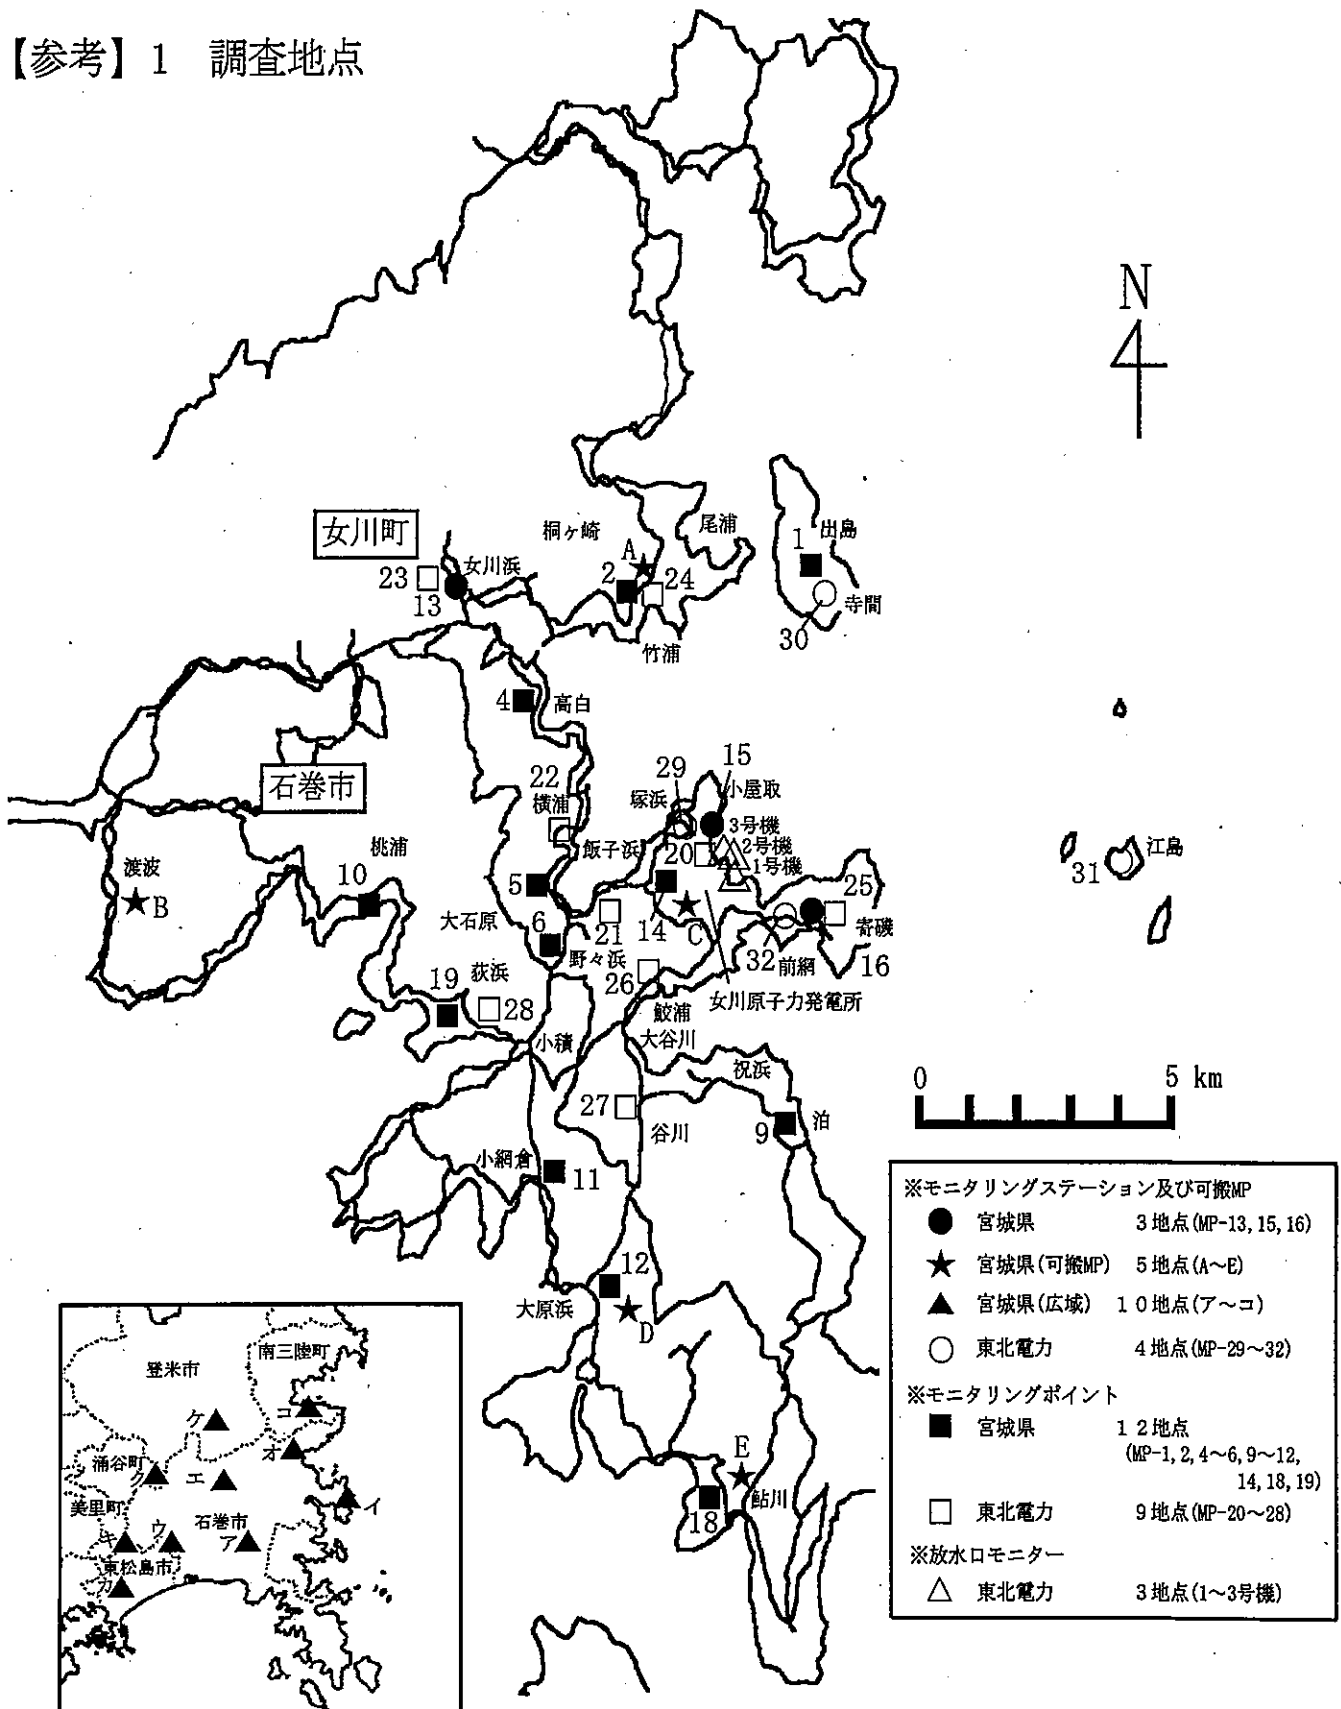 【参考】1 調査地点
N
女川町
桐ヶ崎
尾浦
A
1
出島
23
女川浜
13
2
24
寺間
30
竹浦
4
高白
石巻市
22
横浦
29
15
塚浜
小屋取
3号機
2号機
1号機
飯子浜
20
渡波
B
桃浦
10
5
大石原
6
21
14
C
25
寄磯
31
江島
野々浜
32
前網
16
19
荻浜
28
26
鮫浦
女川原子力発電所
小積
大谷川
祝浜
0 5 km
27
谷川
9
泊
小網倉
11
12
大原浜
D
E
鮎川
18
※モニタリングステーション及び可搬MP
宮城県 3地点(MP-13,15,16)
宮城県(可搬MP) 5地点(A~E)
宮城県(広域) 10地点(ア~コ)
東北電力 4地点(MP-29~32)
※モニタリングポイント
宮城県 12地点
(MP-1,2,4~6,9~12,
14,18,19)
東北電力 9地点(MP-20~28)
※放水口モニター
東北電力 3地点(1~3号機)
南三陸町
登米市
ケ
コ
オ
涌谷町
ク
エ
イ
美里町
キ
ウ
石巻市
ア
東松島市
カ